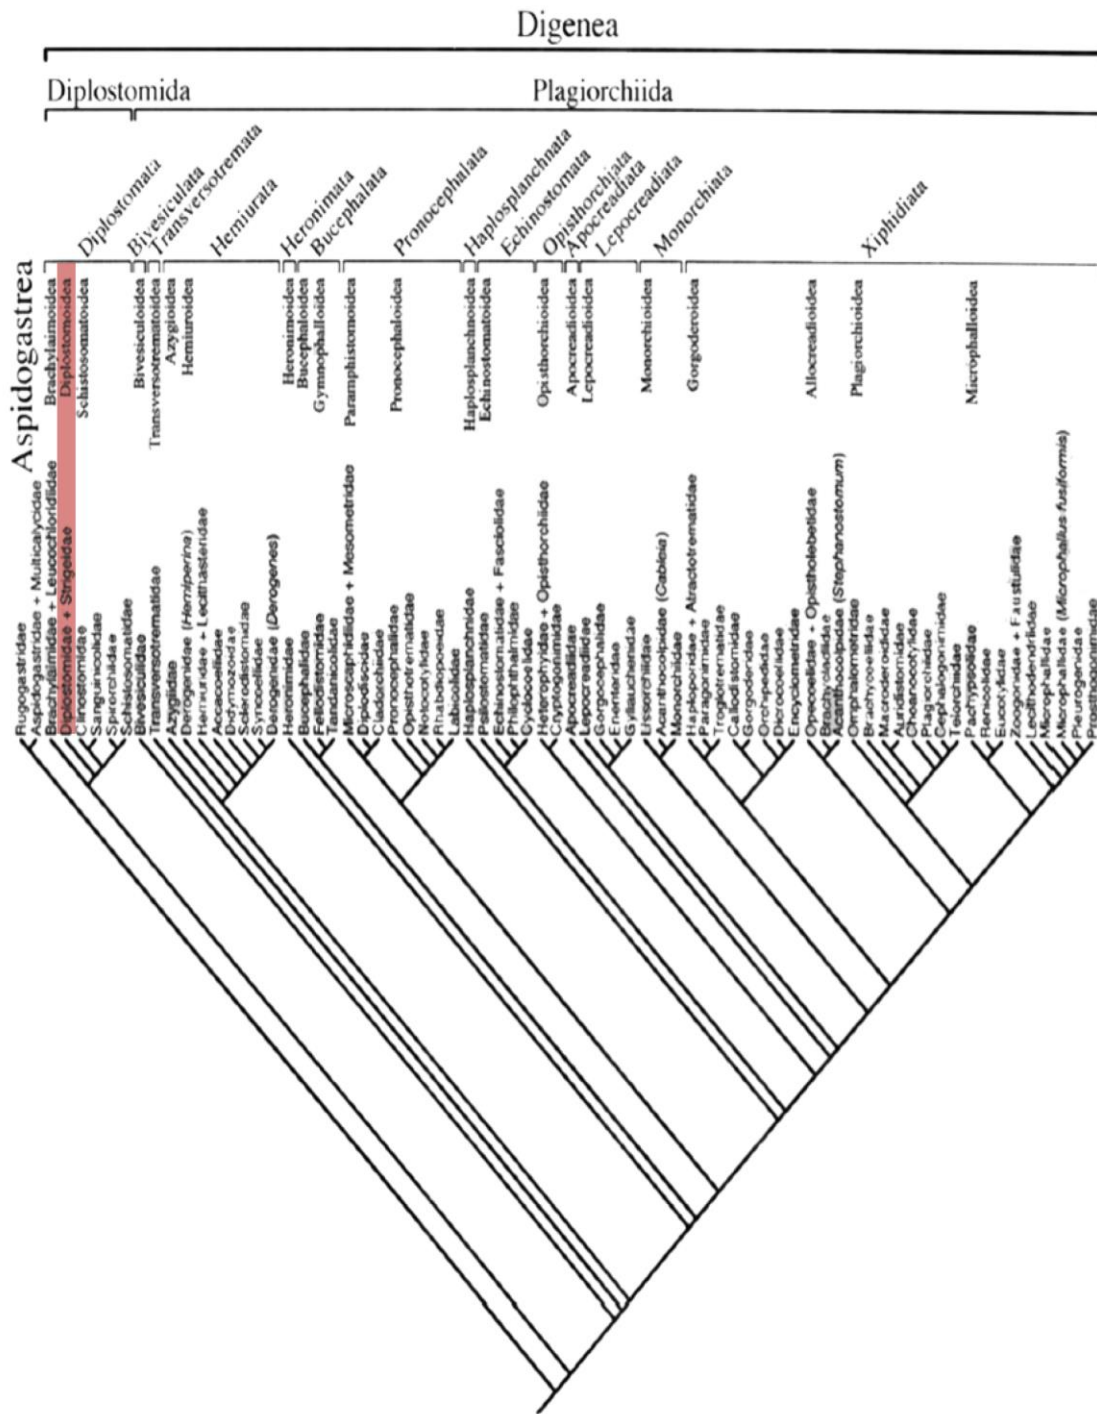 Digenea
Diplostomida
Plagiorchiida
Diplostomata
Bivesiculata
Transversotremata
Hemiurata
Heronimata
Bucephalata
Pronocephalata
Haplosplanchnata
Echinostomata
Opisthorchiata
Apocreadiata
Lepocreadiata
Monorchiata
Xiphidiata
Aspidogastrea
Brachylaimoidea
Diplostomoidea
Schistosomatoidea
Bivesiculoidea
Transversotrematoidea
Azygioidea
Hemiuroidea
Heronimoidea
Bucephaloidea
Gymnophalloidea
Paramphistomoidea
Pronocephaloidea
Haplosplanchnoidea
Echinostomatoidea
Opisthorchioidea
Apocreadioidea
Lepocreadioidea
Monorchioidea
Gorgoderoidea
Allocreadioidea
Plagiorchioidea
Microphalloidea
Rugogastridae
Aspidogastridae + Multicalycidae
Brachylaimidae + Leucochloridiidae
Diplostomidae + Strigeidae
Clinostomidae
Sanguinicolidae
Spirorchiidae
Schistosomatidae
Bivesiculidae
Transversotrematidae
Azygiidae
Derogenidae (Hemiperina)
Hemiuridae + Lecithasteridae
Accacoeliidae
Didymozoidae
Sclerodistomidae
Syncoeliidae
Derogenidae (Derogenes)
Heronimidae
Bucephalidae
Fellodistomidae
Tandanicolidae
Microscaphidiidae + Mesometridae
Diplodiscidae
Cladorchiidae
Pronocephalidae
Opisthotrematidae
Notocotylidae
Rhabdiopoeidae
Labicolidae
Haplosplanchnidae
Psilostomatidae
Echinostomatidae + Fasciolidae
Philophthalmidae
Cyclocoelidae
Heterophyidae + Opisthorchiidae
Cryptogonimidae
Apocreadiidae
Lepocreadiidae
Gorgocephalidae
Enenteridae
Gyliauchenidae
Lissorchiidae
Acanthocolpidae (Cableia)
Monorchiidae
Haploporidae + Atractotrematidae
Paragonimidae
Troglotrematidae
Callodistomidae
Gorgoderidae
Orchipedidae
Dicrocoeliidae
Encyclometridae
Opecoelidae + Opistholebetidae
Brachycladiidae
Acanthocolpidae (Stephanostomum)
Omphalometridae
Brachycoeliidae
Macroderoididae
Auridistomidae
Choanocotylidae
Plagiorchiidae
Cephalogonimidae
Telorchiidae
Pachypsolidae
Renicolidae
Eucotylidae
Zoogonidae + Faustulidae
Lecithodendriidae
Microphallidae
Microphallidae (Microphallus fusiformis)
Pleurogenidae
Prosthogonimidae